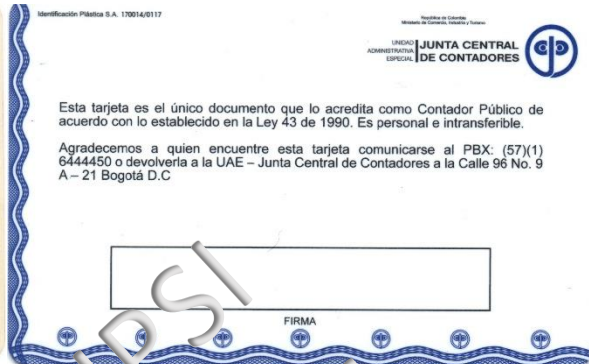 Identificación Plástica S.A. 170014/0117
República de Colombia
Ministerio de Comercio, Industria y Turismo
UNIDAD
ADMINISTRATIVA
ESPECIAL
JUNTA CENTRAL
DE CONTADORES
Esta tarjeta es el único documento que lo acredita como Contador Público de
acuerdo con lo establecido en la Ley 43 de 1990. Es personal e intransferible.
Agradecemos a quien encuentre esta tarjeta comunicarse al PBX: (57)(1)
6444450 o devolverla a la UAE – Junta Central de Contadores a la Calle 96 No. 9
A – 21 Bogotá D.C
FIRMA